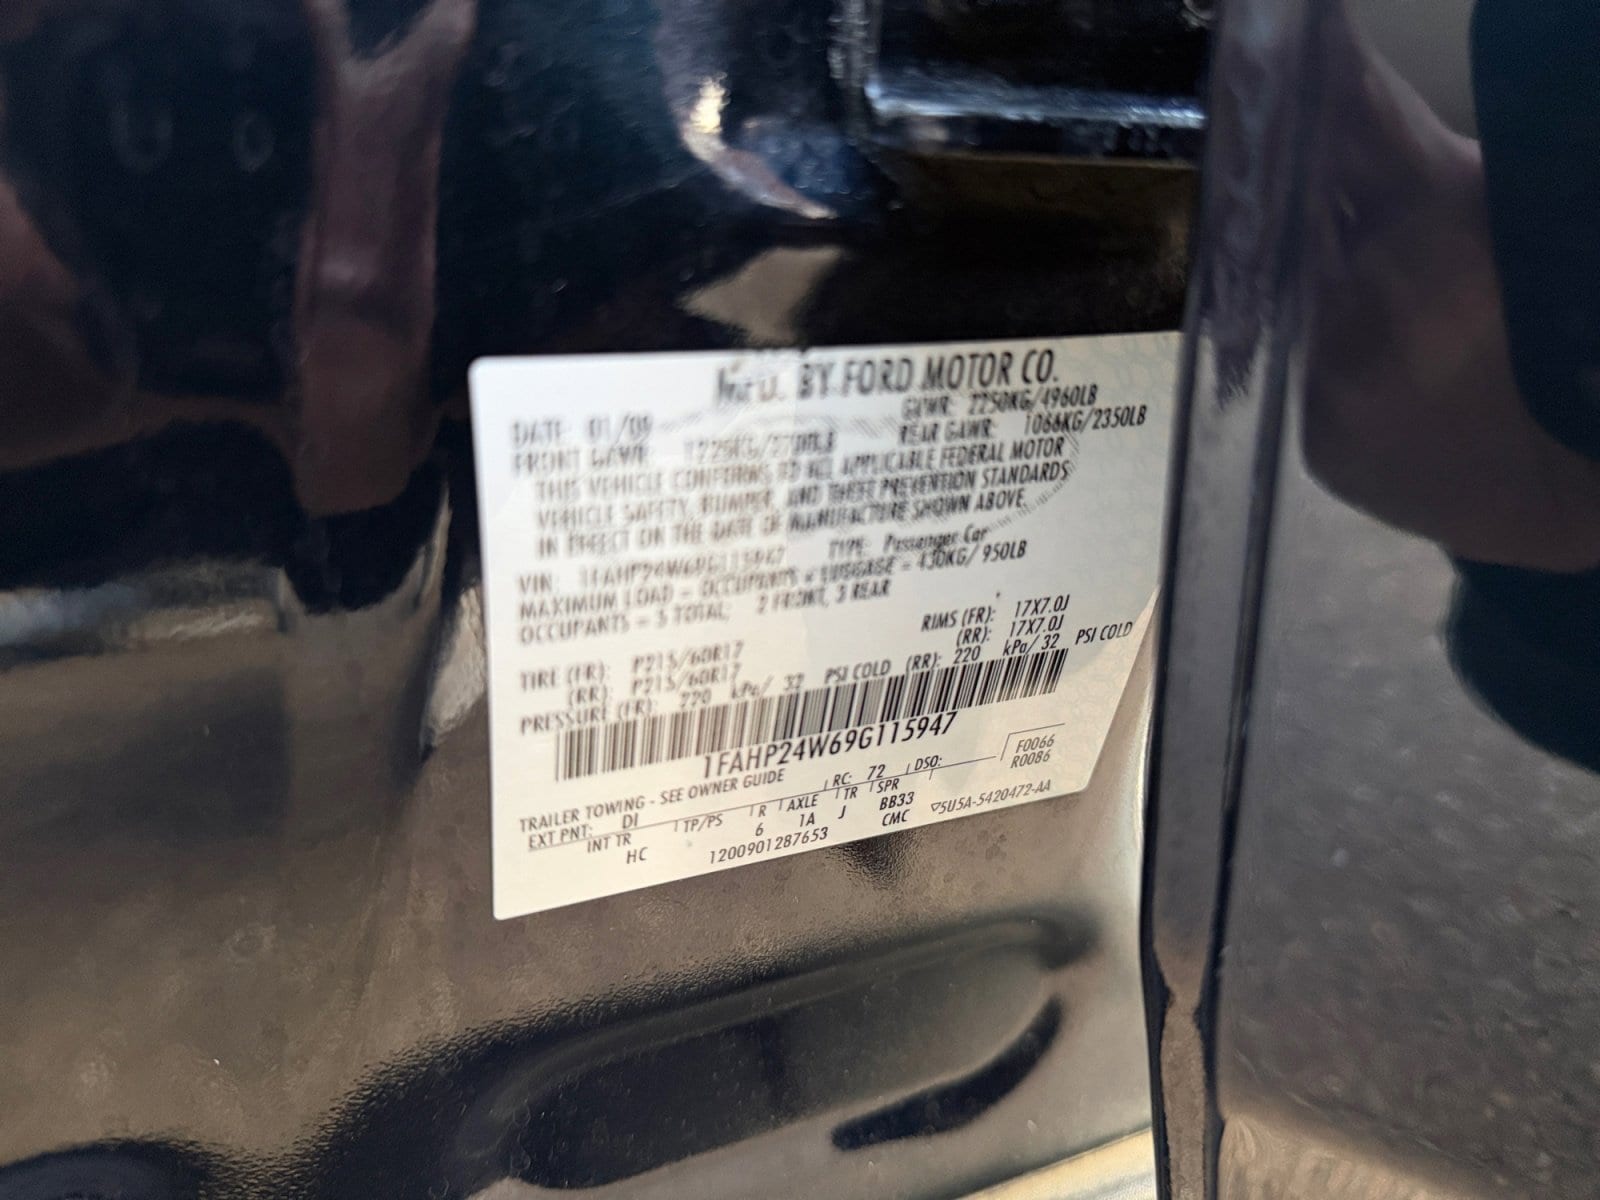 MFD. BY FORD MOTOR CO.
DATE: 01/09 GVWR: 2250KG/4960LB
FRONT GAWR: 1225KG/2700LB REAR GAWR: 1066KG/2350LB
THIS VEHICLE CONFORMS TO ALL APPLICABLE FEDERAL MOTOR
VEHICLE SAFETY, BUMPER, AND THEFT PREVENTION STANDARDS
IN EFFECT ON THE DATE OF MANUFACTURE SHOWN ABOVE.
VIN: 1FAHP24W69G115947 TYPE: Passenger Car
MAXIMUM LOAD = OCCUPANTS + LUGGAGE = 430KG/ 950LB
OCCUPANTS = 5 TOTAL; 2 FRONT, 3 REAR
RIMS (FR): 17X7.0J
TIRE (FR): P215/60R17 (RR): 17X7.0J
(RR): P215/60R17
PRESSURE (FR): 220 kPa/ 32 PSI COLD (RR): 220 kPa/ 32 PSI COLD
1FAHP24W69G115947
TRAILER TOWING - SEE OWNER GUIDE
EXT PNT: DI RC: 72 DSO: F0066
INT TR TP/PS R AXLE TR SPR R0086
HC 6 1A J BB33
1200901287653 CMC ▽5U5A-5420472-AA